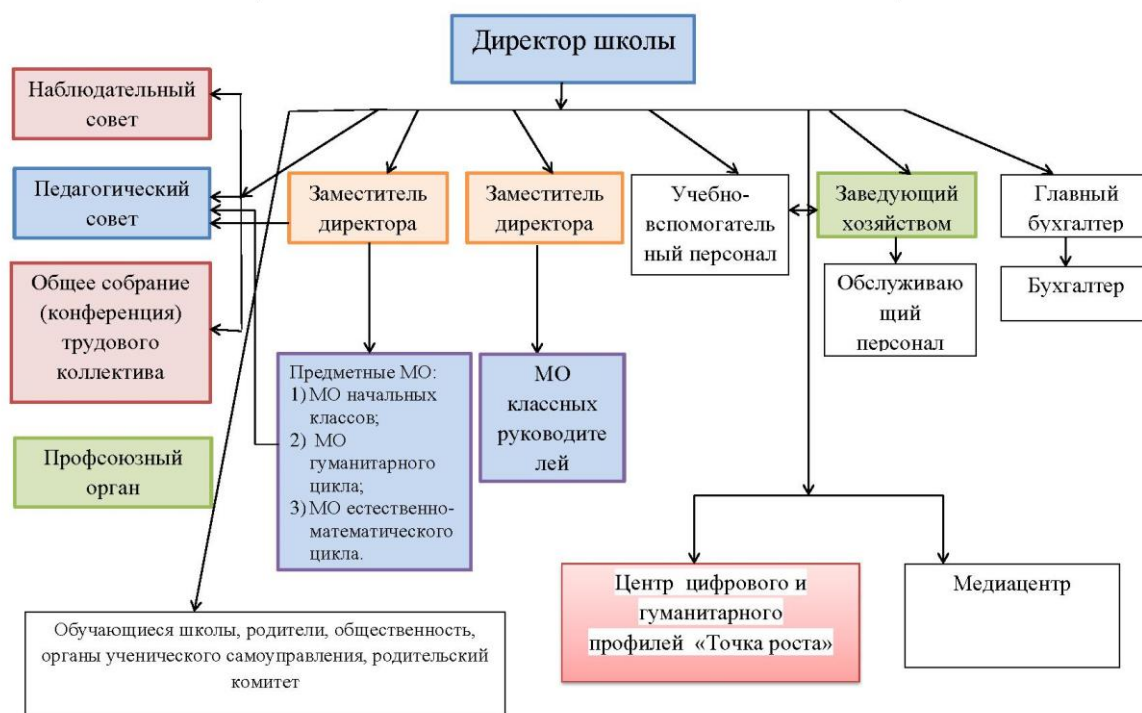 Директор школы
Наблюдательный
совет
Педагогический
совет
Заместитель
директора
Заместитель
директора
Учебно-
вспомогатель
ный персонал
Заведующий
хозяйством
Главный
бухгалтер
Общее собрание
(конференция)
трудового
коллектива
Обслуживаю
щий
персонал
Бухгалтер
Предметные МО:
1) МО начальных
классов;
2) МО
гуманитарного
цикла;
3) МО естественно-
математического
цикла.
МО
классных
руководите
лей
Профсоюзный
орган
Центр цифрового и
гуманитарного
профилей «Точка роста»
Медиацентр
Обучающиеся школы, родители, общественность,
органы ученического самоуправления, родительский
комитет